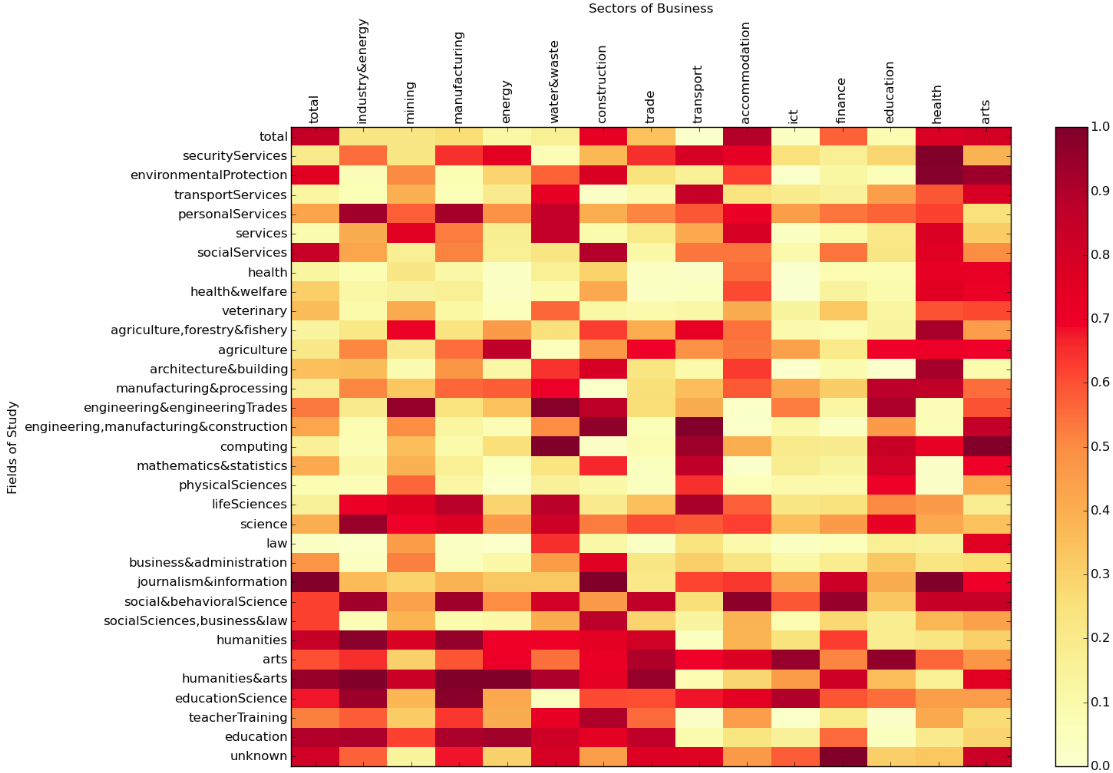 Sectors of Business
total
industry&energy
mining
manufacturing
energy
water&waste
construction
trade
transport
accommodation
ict
finance
education
health
arts
Fields of Study
total
securityServices
environmentalProtection
transportServices
personalServices
services
socialServices
health
health&welfare
veterinary
agriculture,forestry&fishery
agriculture
architecture&building
manufacturing&processing
engineering&engineeringTrades
engineering,manufacturing&construction
computing
mathematics&statistics
physicalSciences
lifeSciences
science
law
business&administration
journalism&information
social&behavioralScience
socialSciences,business&law
humanities
arts
humanities&arts
educationScience
teacherTraining
education
unknown
1.0
0.9
0.8
0.7
0.6
0.5
0.4
0.3
0.2
0.1
0.0